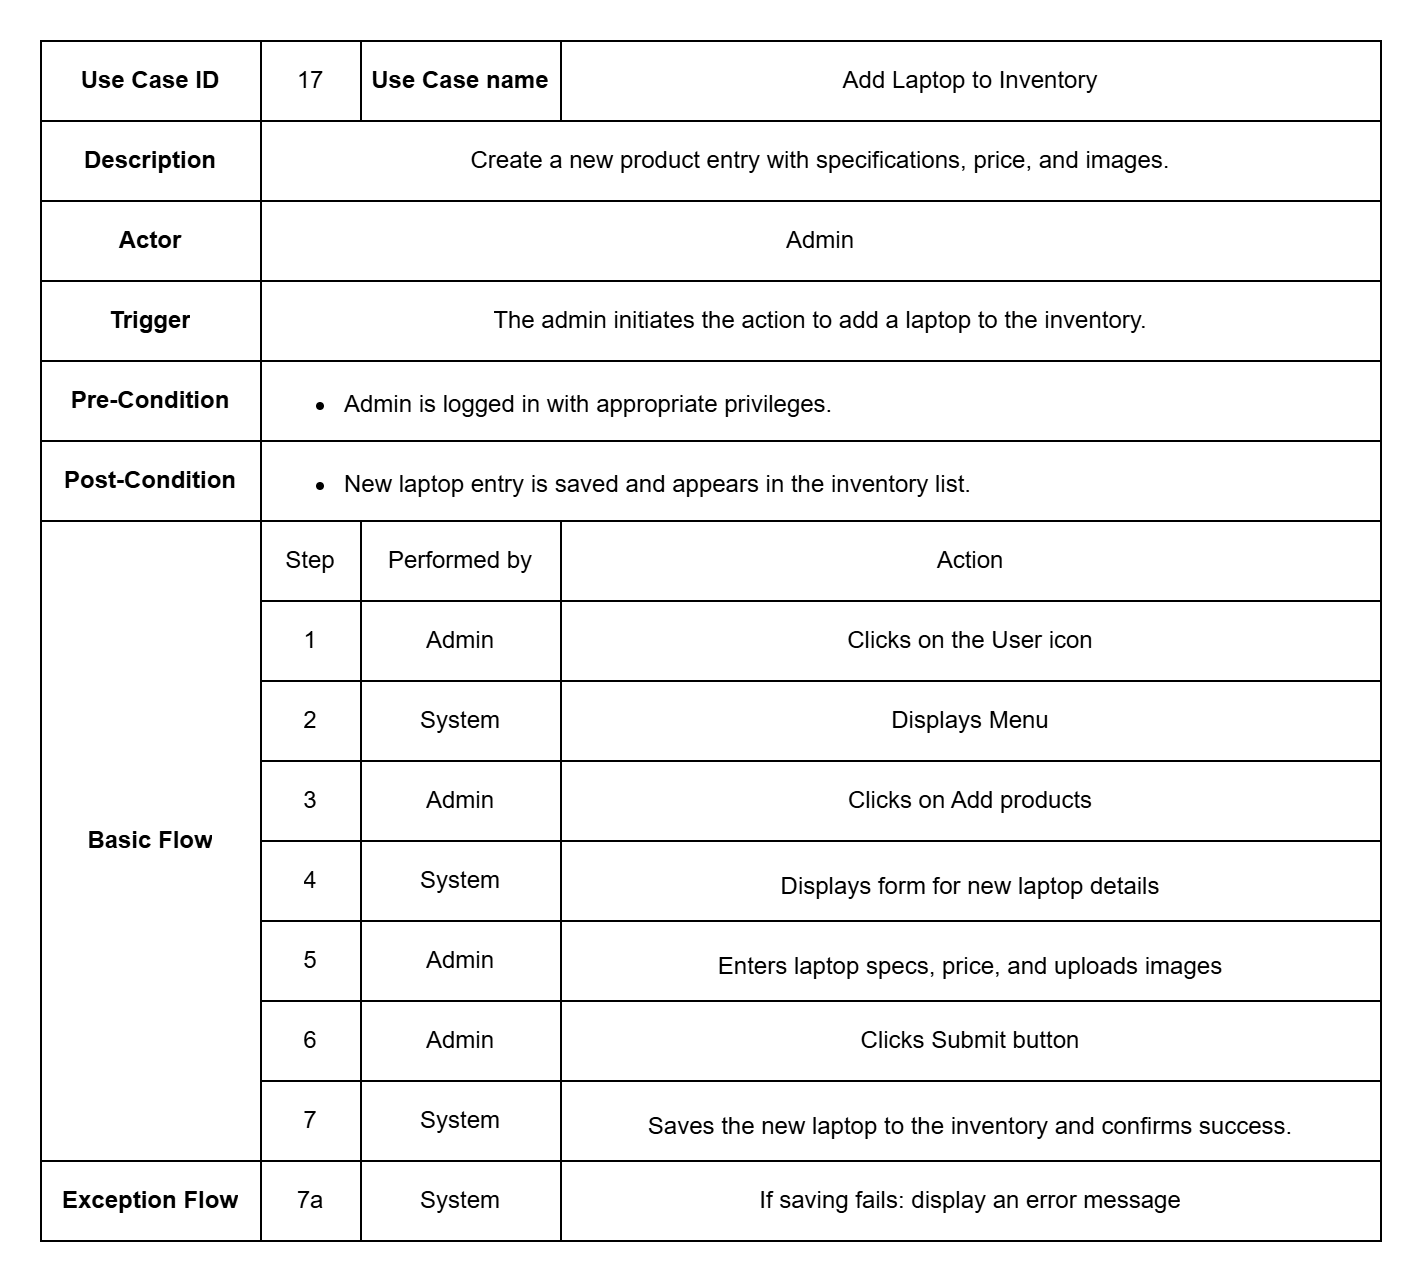 Use Case ID 17 Use Case name Add Laptop to Inventory
Description Create a new product entry with specifications, price, and images.
Actor Admin
Trigger The admin initiates the action to add a laptop to the inventory.
Pre-Condition • Admin is logged in with appropriate privileges.
Post-Condition • New laptop entry is saved and appears in the inventory list.
Basic Flow
Step Performed by Action
1 Admin Clicks on the User icon
2 System Displays Menu
3 Admin Clicks on Add products
4 System Displays form for new laptop details
5 Admin Enters laptop specs, price, and uploads images
6 Admin Clicks Submit button
7 System Saves the new laptop to the inventory and confirms success.
Exception Flow 7a System If saving fails: display an error message